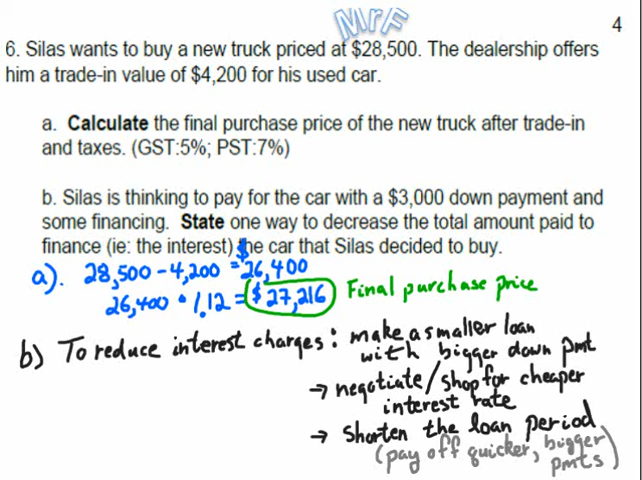 MrF
4
6. Silas wants to buy a new truck priced at $28,500. The dealership offers
him a trade-in value of $4,200 for his used car.
a. Calculate the final purchase price of the new truck after trade-in
and taxes. (GST:5%; PST:7%)
b. Silas is thinking to pay for the car with a $3,000 down payment and
some financing. State one way to decrease the total amount paid to
finance (ie: the interest) the car that Silas decided to buy.
a). 28,500 - 4,200 = $26,400
26,400 • 1.12 = $27,216 Final purchase price
b) To reduce interest charges: make a smaller loan
with bigger down pmt
→ negotiate/shop for cheaper
interest rate
→ shorten the loan period
(pay off quicker, bigger
pmts)